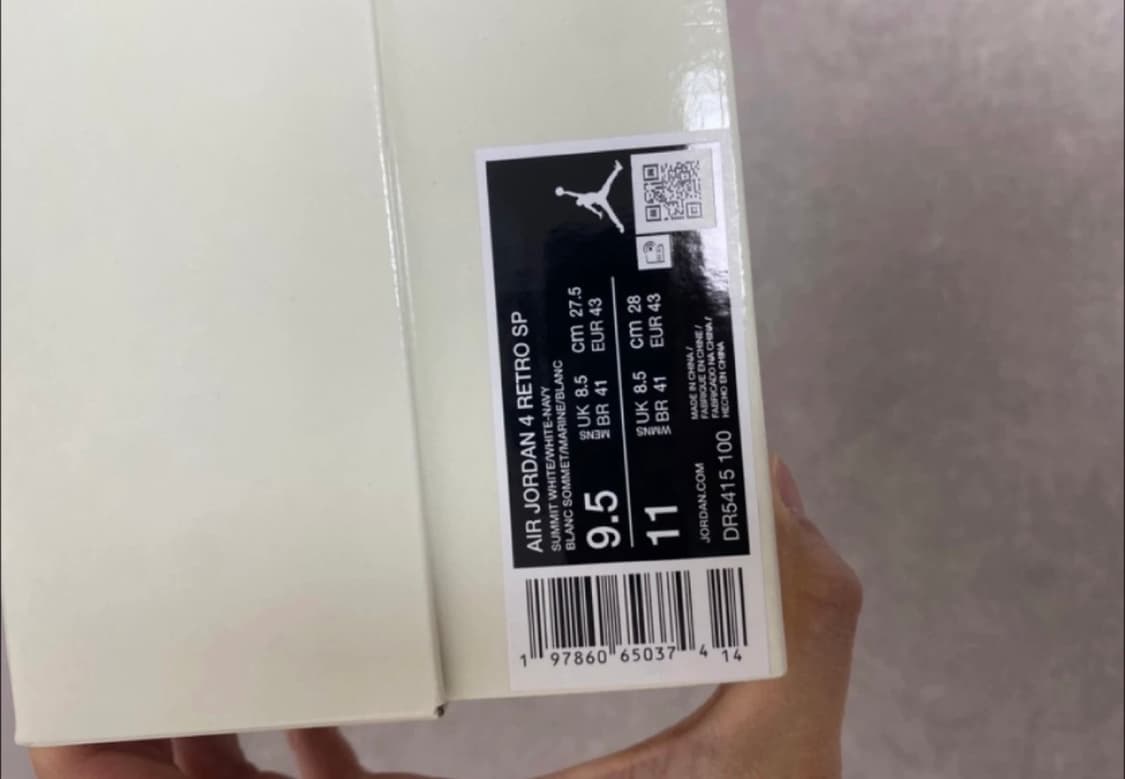 AIR JORDAN 4 RETRO SP
SUMMIT WHITE/WHITE-NAVY
BLANC SOMMET/MARINE/BLANC
9.5 MENS UK 8.5 cm 27.5
BR 41 EUR 43
11 WMNS UK 8.5 cm 28
BR 41 EUR 43
JORDAN.COM
MADE IN CHINA /
FABRIQUE EN CHINE /
FABRICADO NA CHINA /
HECHO EN CHINA
DR5415 100
1 97860 65037 4 14